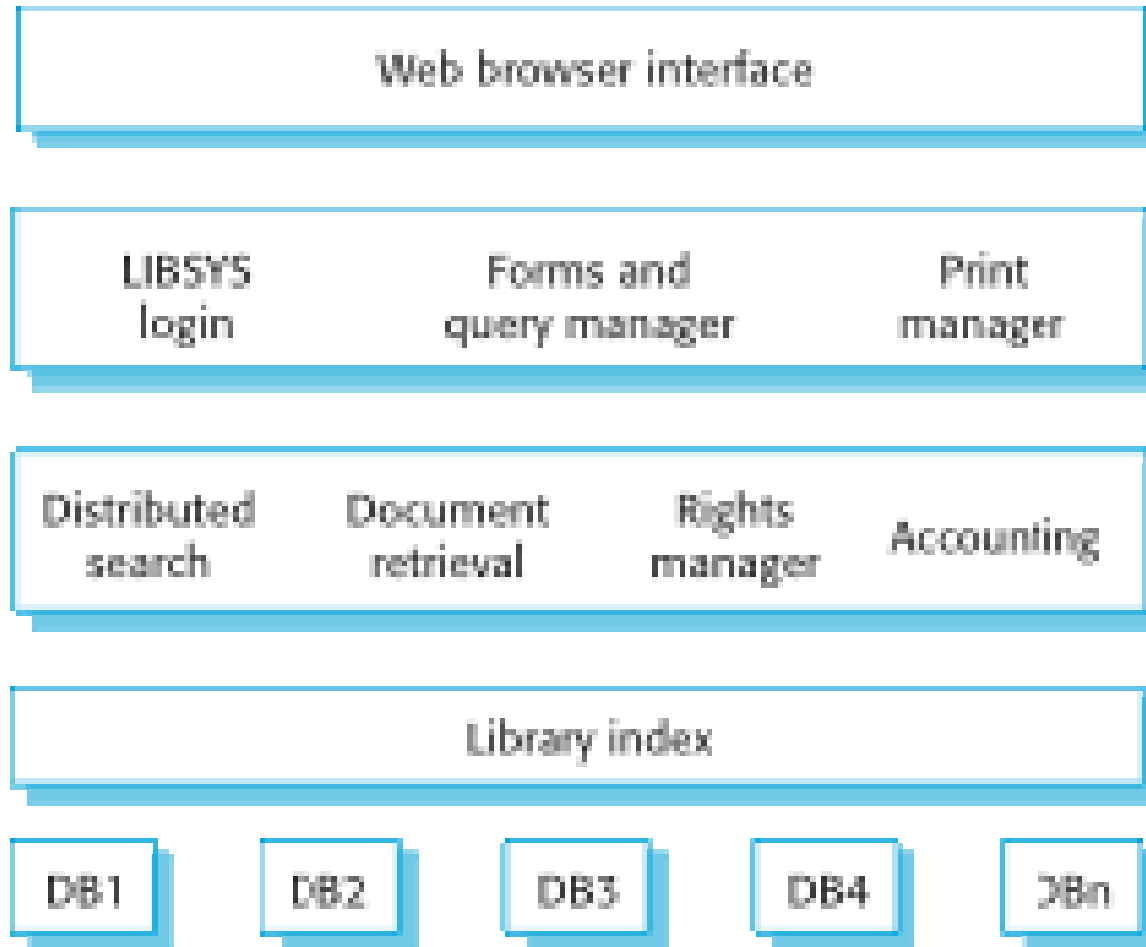 Web browser interface
LIBSYS
login
Forms and
query manager
Print
manager
Distributed
search
Document
retrieval
Rights
manager
Accounting
Library index
DB1
DB2
DB3
DB4
DBn